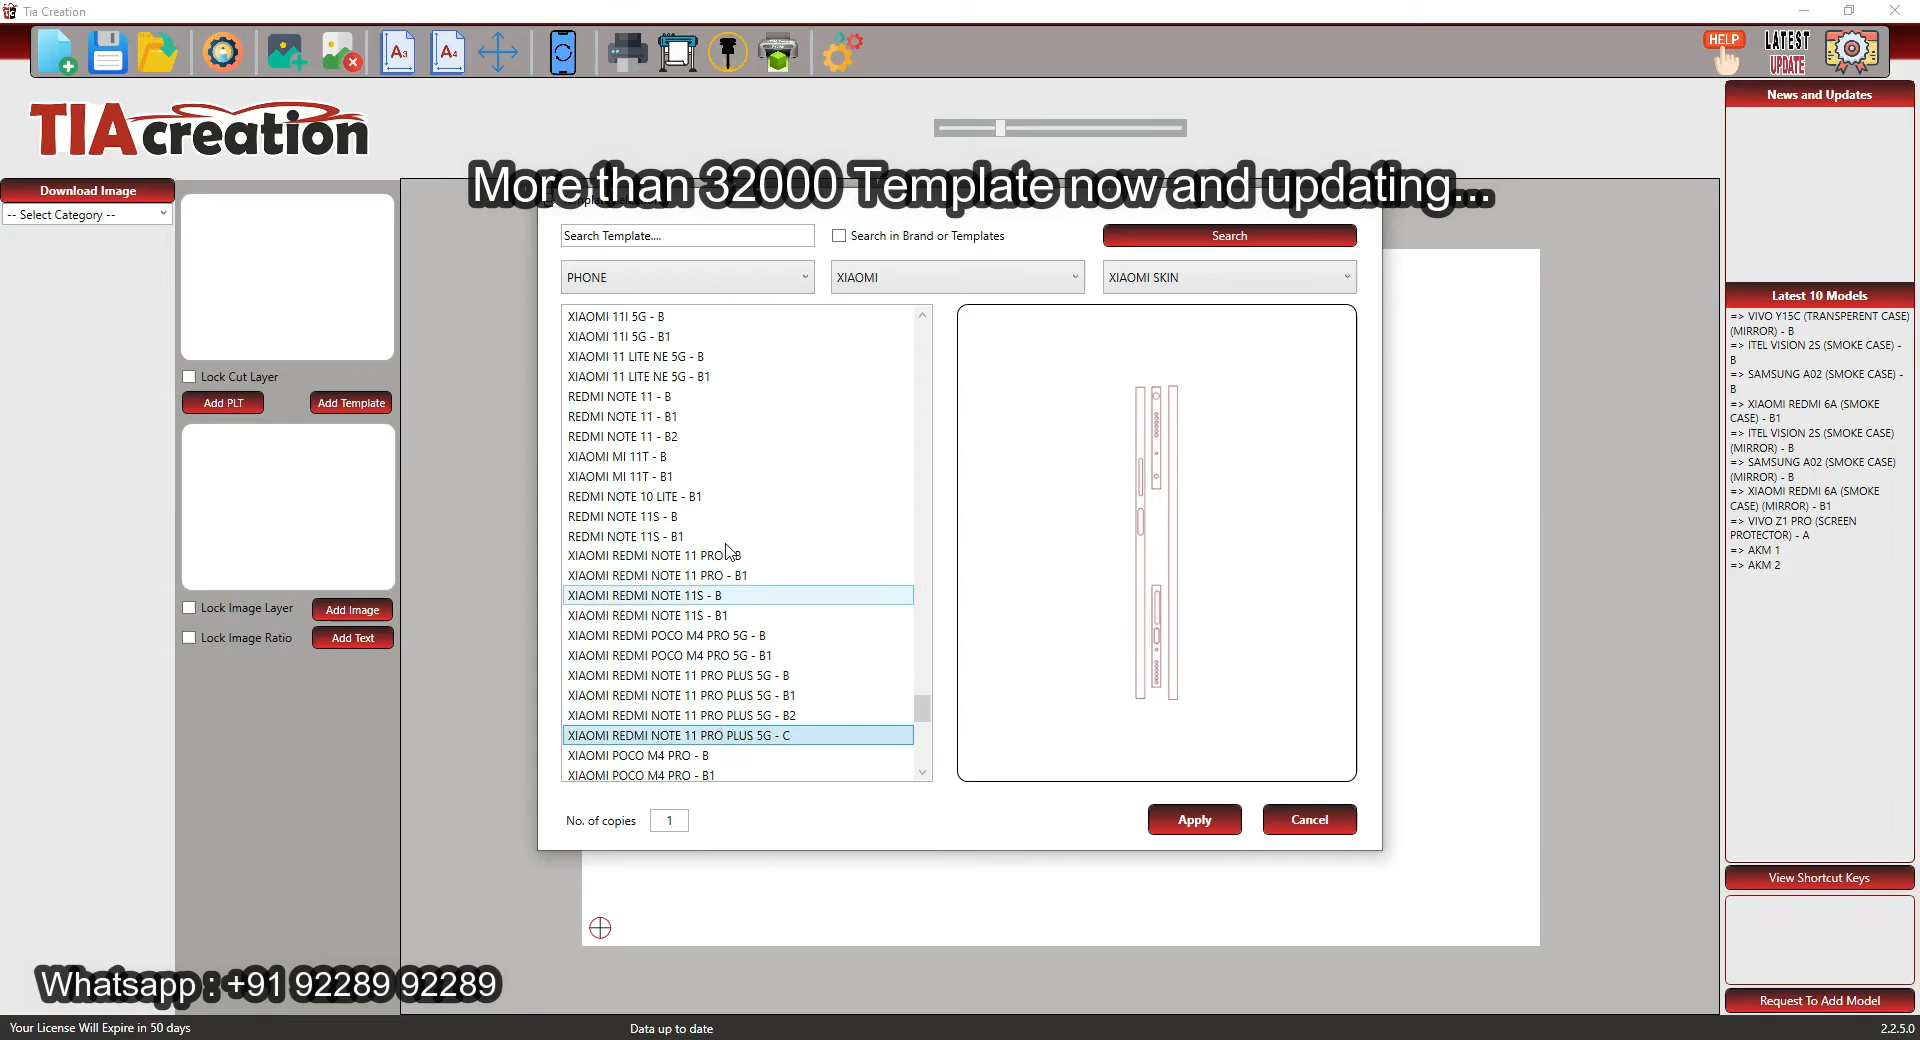 Tia Creation
A3
A4
HELP
LATEST
UPDATE
TIAcreation
More than 32000 Template now and updating...
Download Image
-- Select Category --
Lock Cut Layer
Add PLT
Add Template
Lock Image Layer
Add Image
Lock Image Ratio
Add Text
Search Template....
Search in Brand or Templates
Search
PHONE
XIAOMI
XIAOMI SKIN
XIAOMI 11I 5G - B
XIAOMI 11I 5G - B1
XIAOMI 11 LITE NE 5G - B
XIAOMI 11 LITE NE 5G - B1
REDMI NOTE 11 - B
REDMI NOTE 11 - B1
REDMI NOTE 11 - B2
XIAOMI MI 11T - B
XIAOMI MI 11T - B1
REDMI NOTE 10 LITE - B1
REDMI NOTE 11S - B
REDMI NOTE 11S - B1
XIAOMI REDMI NOTE 11 PRO - B
XIAOMI REDMI NOTE 11 PRO - B1
XIAOMI REDMI NOTE 11S - B
XIAOMI REDMI NOTE 11S - B1
XIAOMI REDMI POCO M4 PRO 5G - B
XIAOMI REDMI POCO M4 PRO 5G - B1
XIAOMI REDMI NOTE 11 PRO PLUS 5G - B
XIAOMI REDMI NOTE 11 PRO PLUS 5G - B1
XIAOMI REDMI NOTE 11 PRO PLUS 5G - B2
XIAOMI REDMI NOTE 11 PRO PLUS 5G - C
XIAOMI POCO M4 PRO - B
XIAOMI POCO M4 PRO - B1
No. of copies
1
Apply
Cancel
News and Updates
Latest 10 Models
=> VIVO Y15C (TRANSPERENT CASE)
(MIRROR) - B
=> ITEL VISION 2S (SMOKE CASE) -
B
=> SAMSUNG A02 (SMOKE CASE) -
B
=> XIAOMI REDMI 6A (SMOKE
CASE) - B1
=> ITEL VISION 2S (SMOKE CASE)
(MIRROR) - B
=> SAMSUNG A02 (SMOKE CASE)
(MIRROR) - B
=> XIAOMI REDMI 6A (SMOKE
CASE) (MIRROR) - B1
=> VIVO Z1 PRO (SCREEN
PROTECTOR) - A
=> AKM 1
=> AKM 2
View Shortcut Keys
Request To Add Model
Whatsapp : +91 92289 92289
Your License Will Expire in 50 days
Data up to date
2.2.5.0